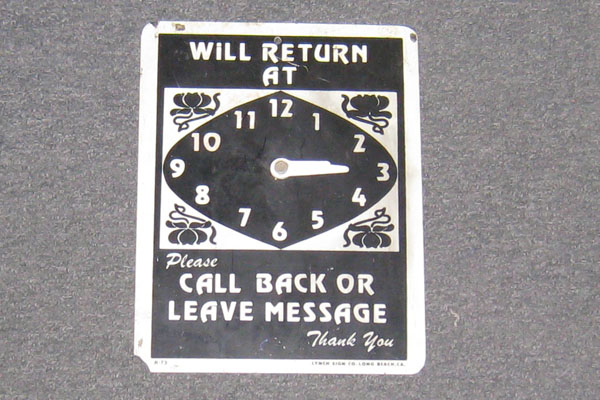 WILL RETURN
AT
12
11 1
10 2
9 3
8 4
7 5
6
Please
CALL BACK OR
LEAVE MESSAGE
Thank You
LYNCH SIGN CO. LONG BEACH CA.